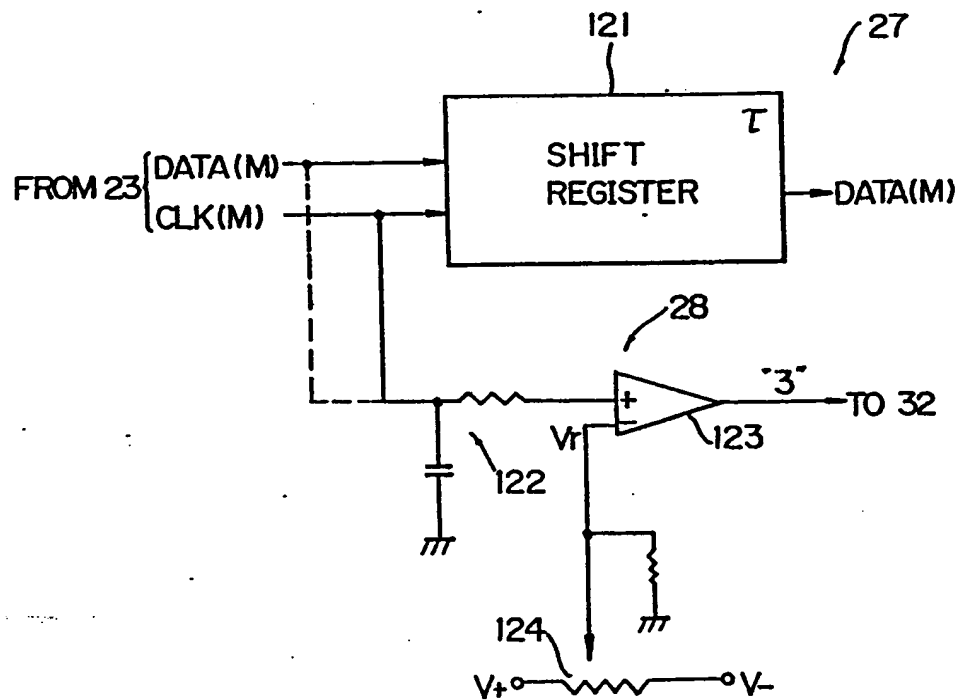 121
27
τ
SHIFT
REGISTER
FROM 23
DATA(M)
CLK(M)
DATA(M)
28
"3"
TO 32
+
−
123
Vr
122
124
V+
V-